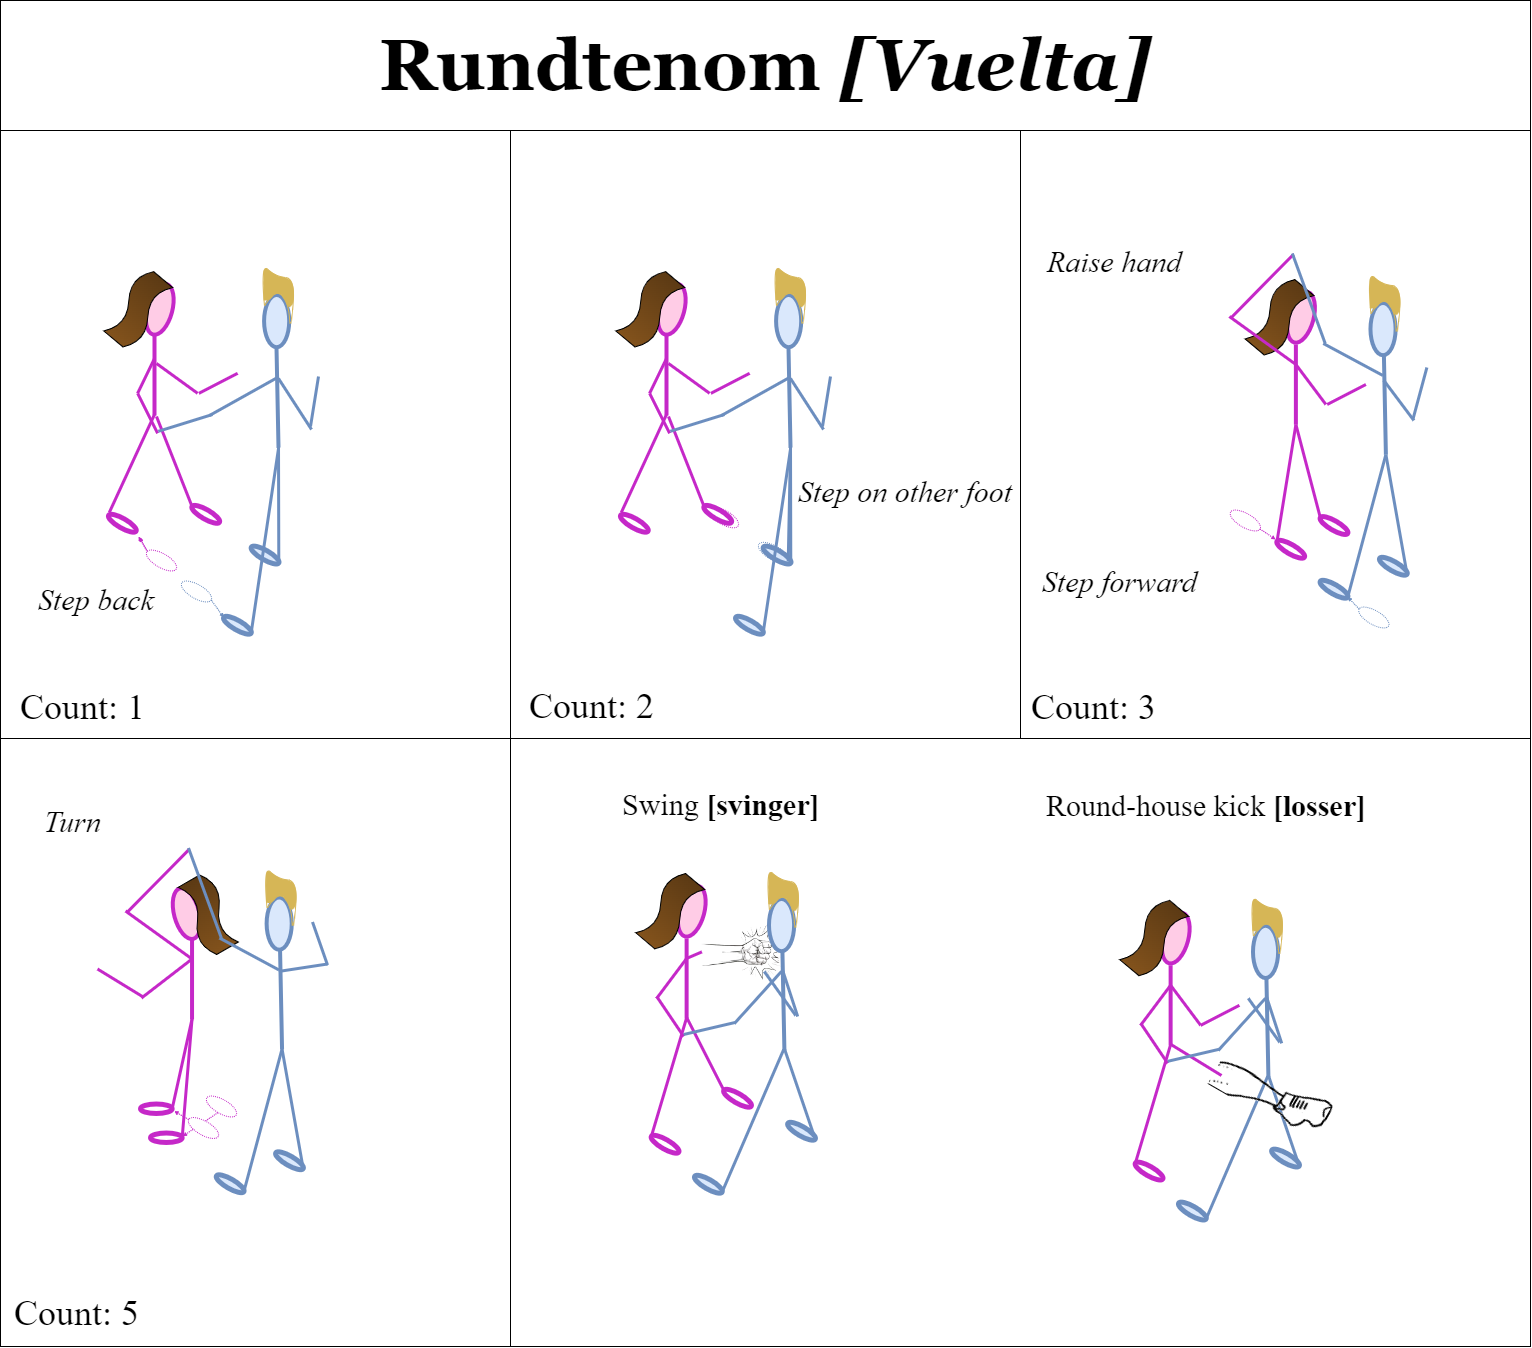 Rundtenom [Vuelta]
Step back
Count: 1
Step on other foot
Count: 2
Raise hand
Step forward
Count: 3
Turn
Count: 5
Swing [svinger]
Round-house kick [losser]